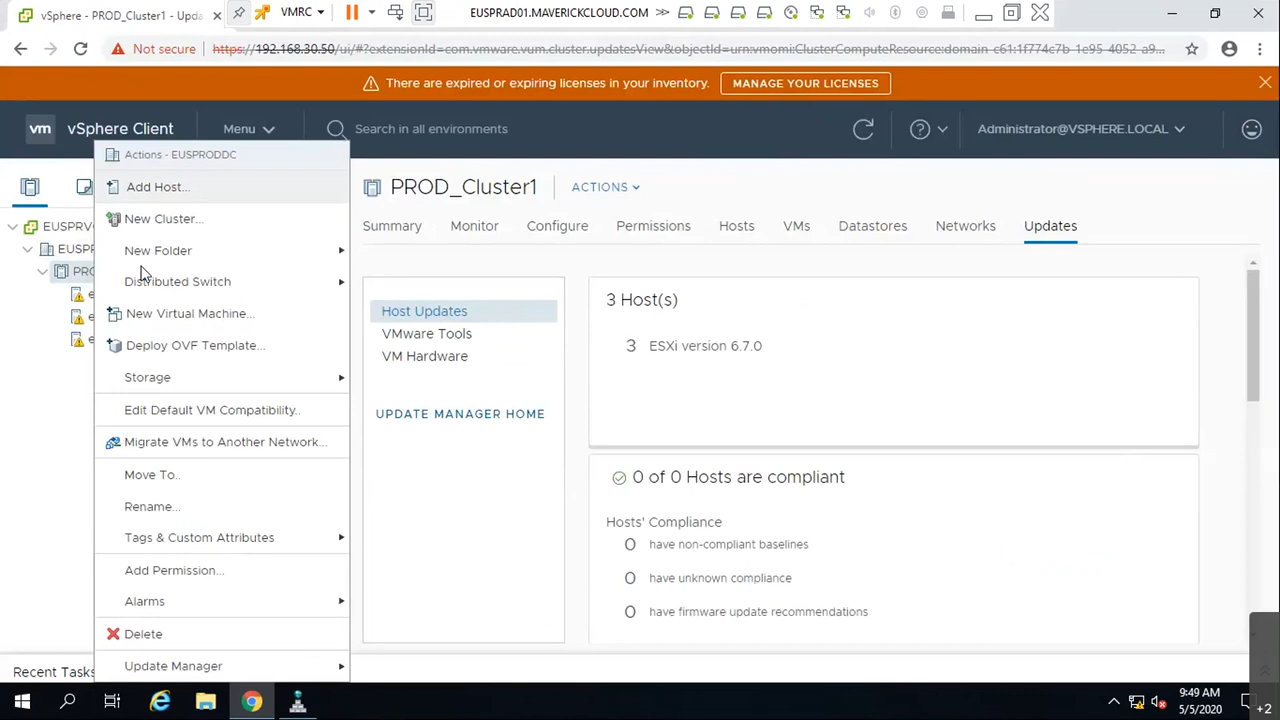 vSphere - PROD_Cluster1 - Update
VMRC
EUSPRAD01.MAVERICKCLOUD.COM
Not secure
https://192.168.30.50/ui/#?extensionId=com.vmware.vum.cluster.updatesView&objectId=urn:vmomi:ClusterComputeResource:domain-c61:1f774c7b-1e95-4052-a9...
There are expired or expiring licenses in your inventory.
MANAGE YOUR LICENSES
vm
vSphere Client
Menu
Search in all environments
Administrator@VSPHERE.LOCAL
Actions - EUSPRODDC
Add Host...
New Cluster...
New Folder
Distributed Switch
New Virtual Machine...
Deploy OVF Template...
Storage
Edit Default VM Compatibility..
Migrate VMs to Another Network...
Move To..
Rename...
Tags & Custom Attributes
Add Permission...
Alarms
Delete
Update Manager
EUSPRV
EUSP
PRO
e
e
e
PROD_Cluster1
ACTIONS
Summary
Monitor
Configure
Permissions
Hosts
VMs
Datastores
Networks
Updates
Host Updates
VMware Tools
VM Hardware
UPDATE MANAGER HOME
3 Host(s)
3 ESXi version 6.7.0
0 of 0 Hosts are compliant
Hosts' Compliance
0 have non-compliant baselines
0 have unknown compliance
0 have firmware update recommendations
Recent Tasks
9:49 AM
5/5/2020
+2